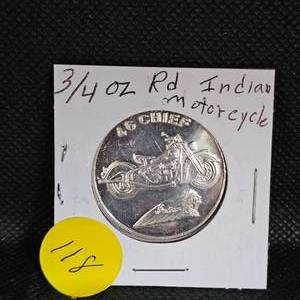 3/4 oz Rd Indian
Motorcycle
46 CHIEF
118